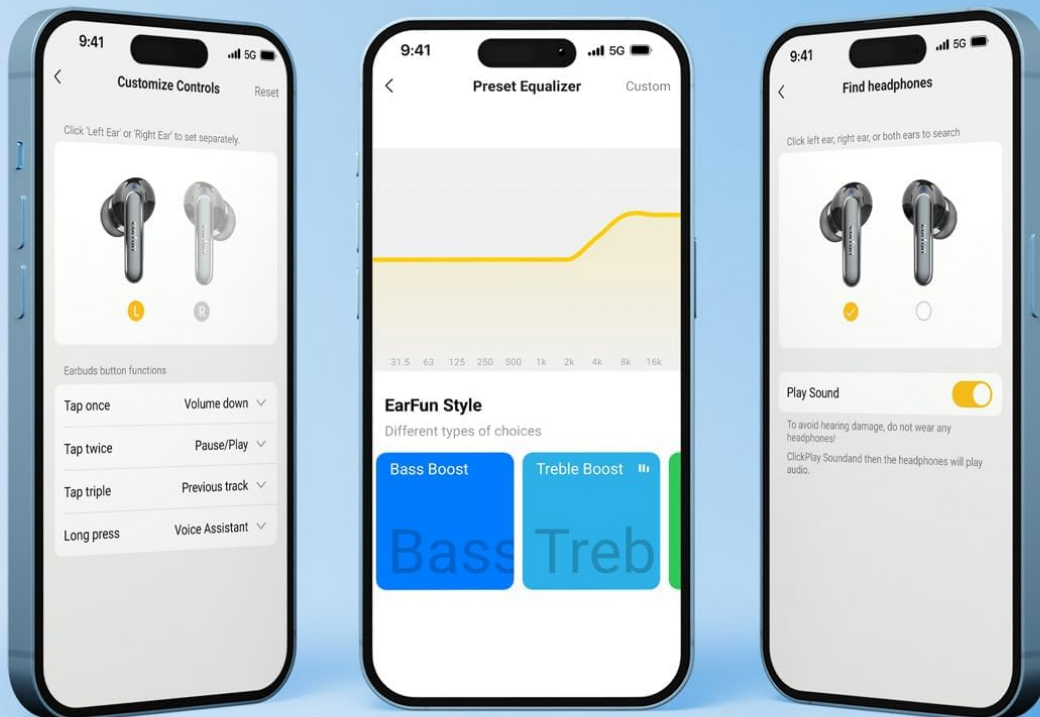 9:41
5G
Customize Controls
Reset
Click 'Left Ear' or 'Right Ear' to set separately.
L
R
Earbuds button functions
Tap once
Volume down
Tap twice
Pause/Play
Tap triple
Previous track
Long press
Voice Assistant
9:41
5G
Preset Equalizer
Custom
31.5 63 125 250 500 1k 2k 4k 8k 16k
EarFun Style
Different types of choices
Bass Boost
Bass
Treble Boost
Treb
9:41
5G
Find headphones
Click left ear, right ear, or both ears to search
Play Sound
To avoid hearing damage, do not wear any
headphones!
ClickPlay Soundand then the headphones will play
audio.